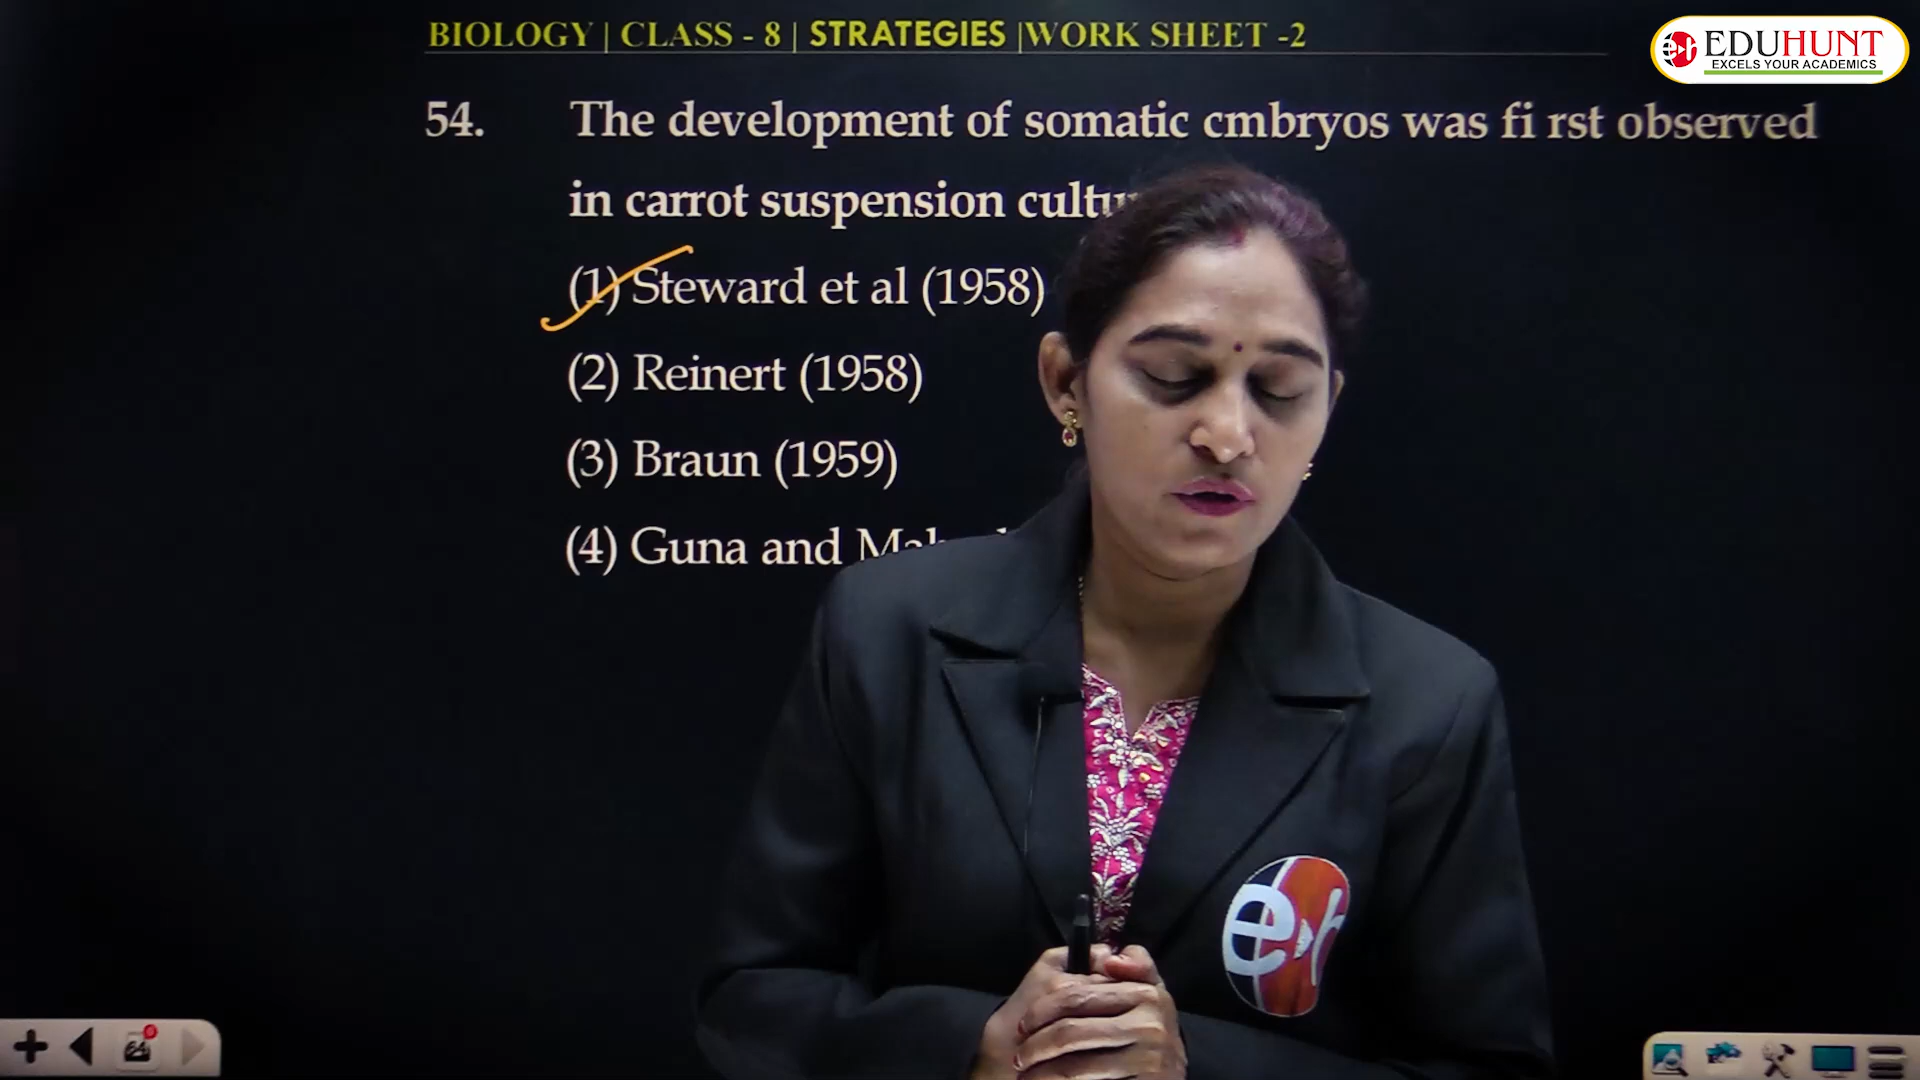 BIOLOGY | CLASS - 8 | STRATEGIES |WORK SHEET -2
EDUHUNT
EXCELS YOUR ACADEMICS
54. The development of somatic cmbryos was fi rst observed
in carrot suspension
(1) Steward et al (1958)
(2) Reinert (1958)
(3) Braun (1959)
(4) Guna and
64